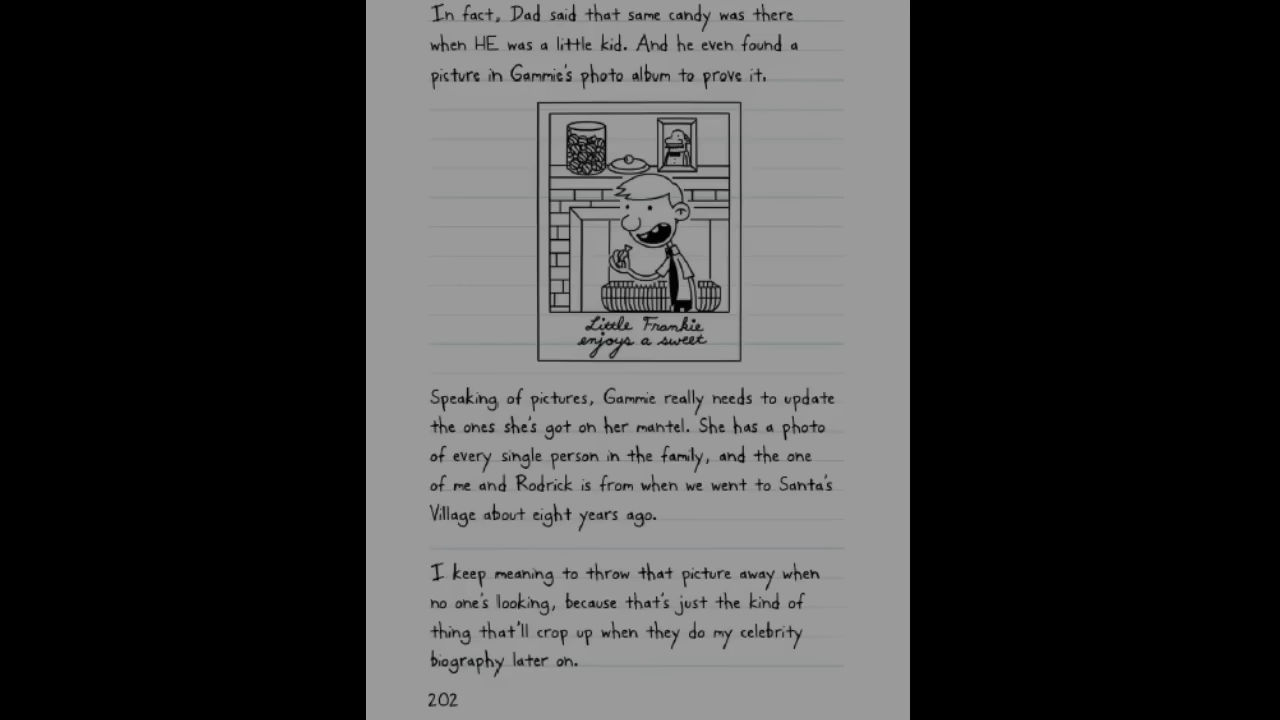 In fact, Dad said that same candy was there
when HE was a little kid. And he even found a
picture in Gammie's photo album to prove it.
Little Frankie
enjoys a sweet
Speaking of pictures, Gammie really needs to update
the ones she's got on her mantel. She has a photo
of every single person in the family, and the one
of me and Rodrick is from when we went to Santa's
Village about eight years ago.
I keep meaning to throw that picture away when
no one's looking, because that's just the kind of
thing that'll crop up when they do my celebrity
biography later on.
202